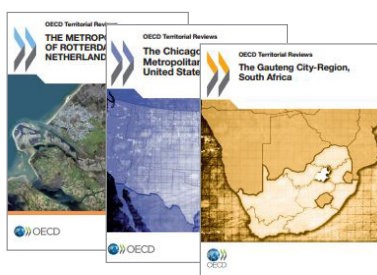 OECD Territorial Reviews
THE METROPO
OF ROTTERDA
NETHERLAND
OECD
OECD Territorial Reviews
The Chicago
Metropolitan
United State
OECD
OECD Territorial Reviews
The Gauteng City-Region,
South Africa
OECD